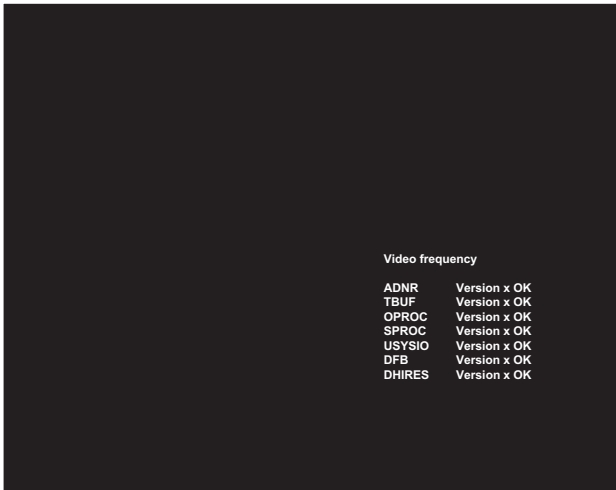 Video frequency
ADNR Version x OK
TBUF Version x OK
OPROC Version x OK
SPROC Version x OK
USYSIO Version x OK
DFB Version x OK
DHIRES Version x OK